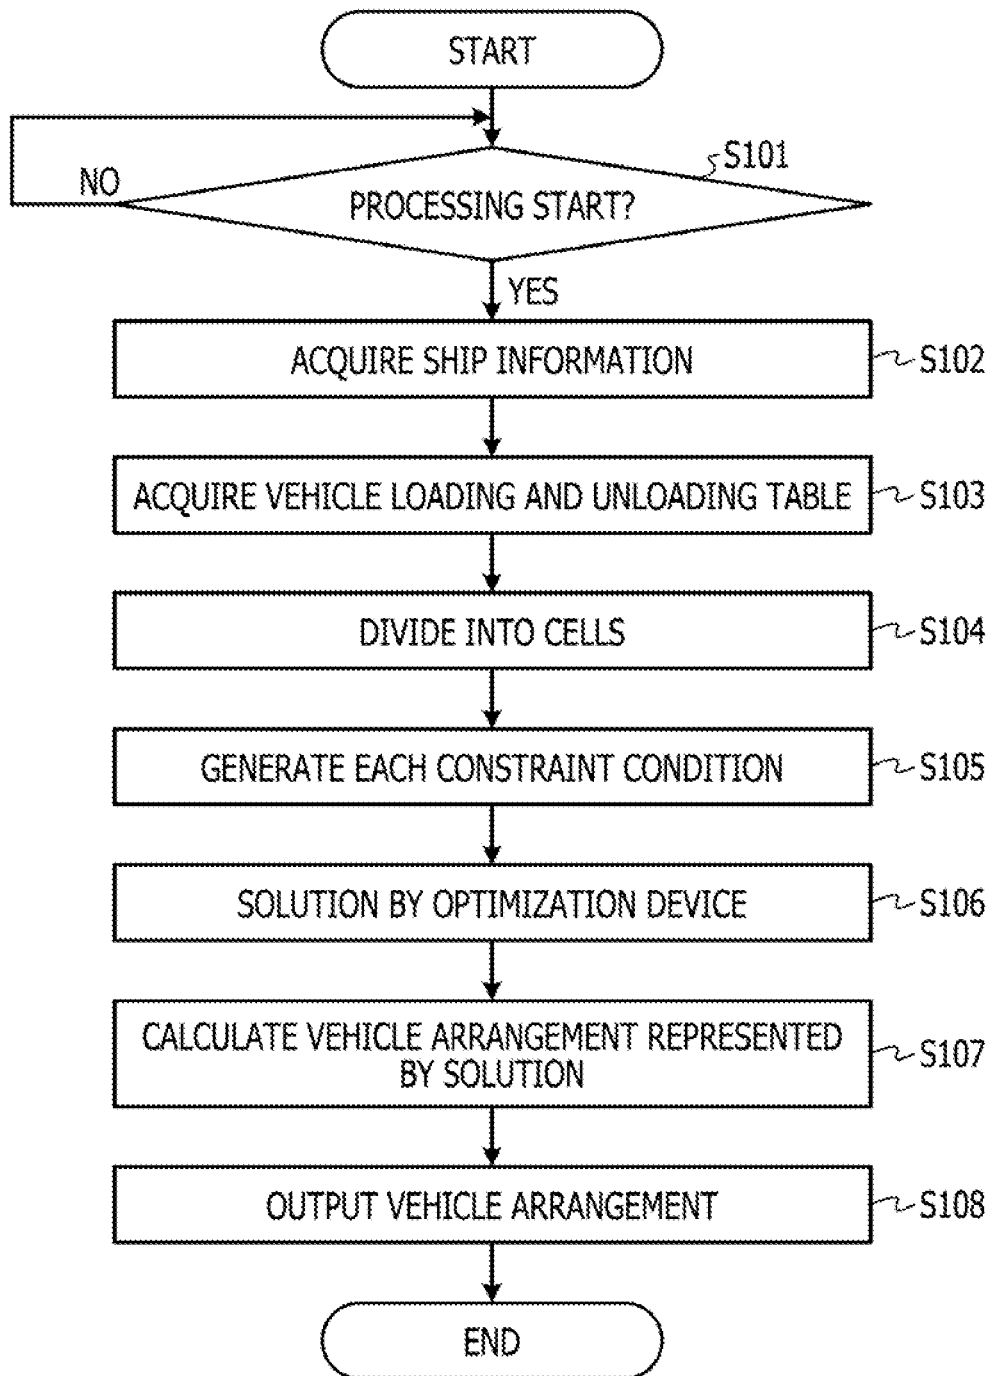 START
S101
NO
PROCESSING START?
YES
ACQUIRE SHIP INFORMATION
S102
ACQUIRE VEHICLE LOADING AND UNLOADING TABLE
S103
DIVIDE INTO CELLS
S104
GENERATE EACH CONSTRAINT CONDITION
S105
SOLUTION BY OPTIMIZATION DEVICE
S106
CALCULATE VEHICLE ARRANGEMENT REPRESENTED
BY SOLUTION
S107
OUTPUT VEHICLE ARRANGEMENT
S108
END